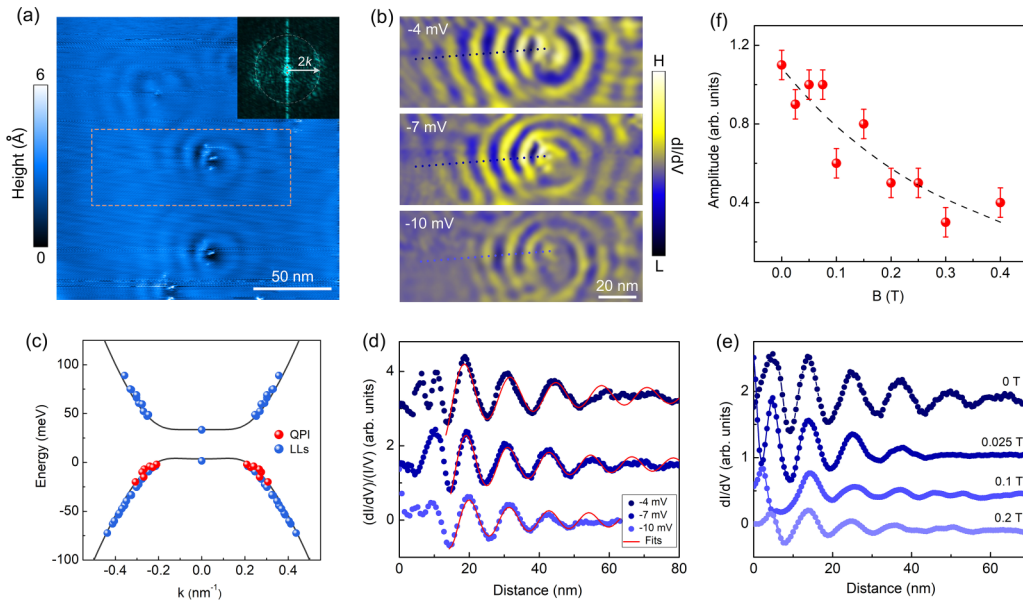 (a)
2k
Height (Å)
6
0
50 nm
(b)
-4 mV
-7 mV
-10 mV
20 nm
H
dI/dV
L
(f)
Amplitude (arb. units)
1.2
0.8
0.4
0.0 0.1 0.2 0.3 0.4
B (T)
(c)
Energy (meV)
100
50
0
-50
-100
QPI
LLs
-0.4 -0.2 0.0 0.2 0.4
k (nm⁻¹)
(d)
(dI/dV)/(I/V) (arb. units)
4
2
0
-4 mV
-7 mV
-10 mV
Fits
0 20 40 60 80
Distance (nm)
(e)
dI/dV (arb. units)
2
1
0
0 T
0.025 T
0.1 T
0.2 T
0 10 20 30 40 50 60
Distance (nm)